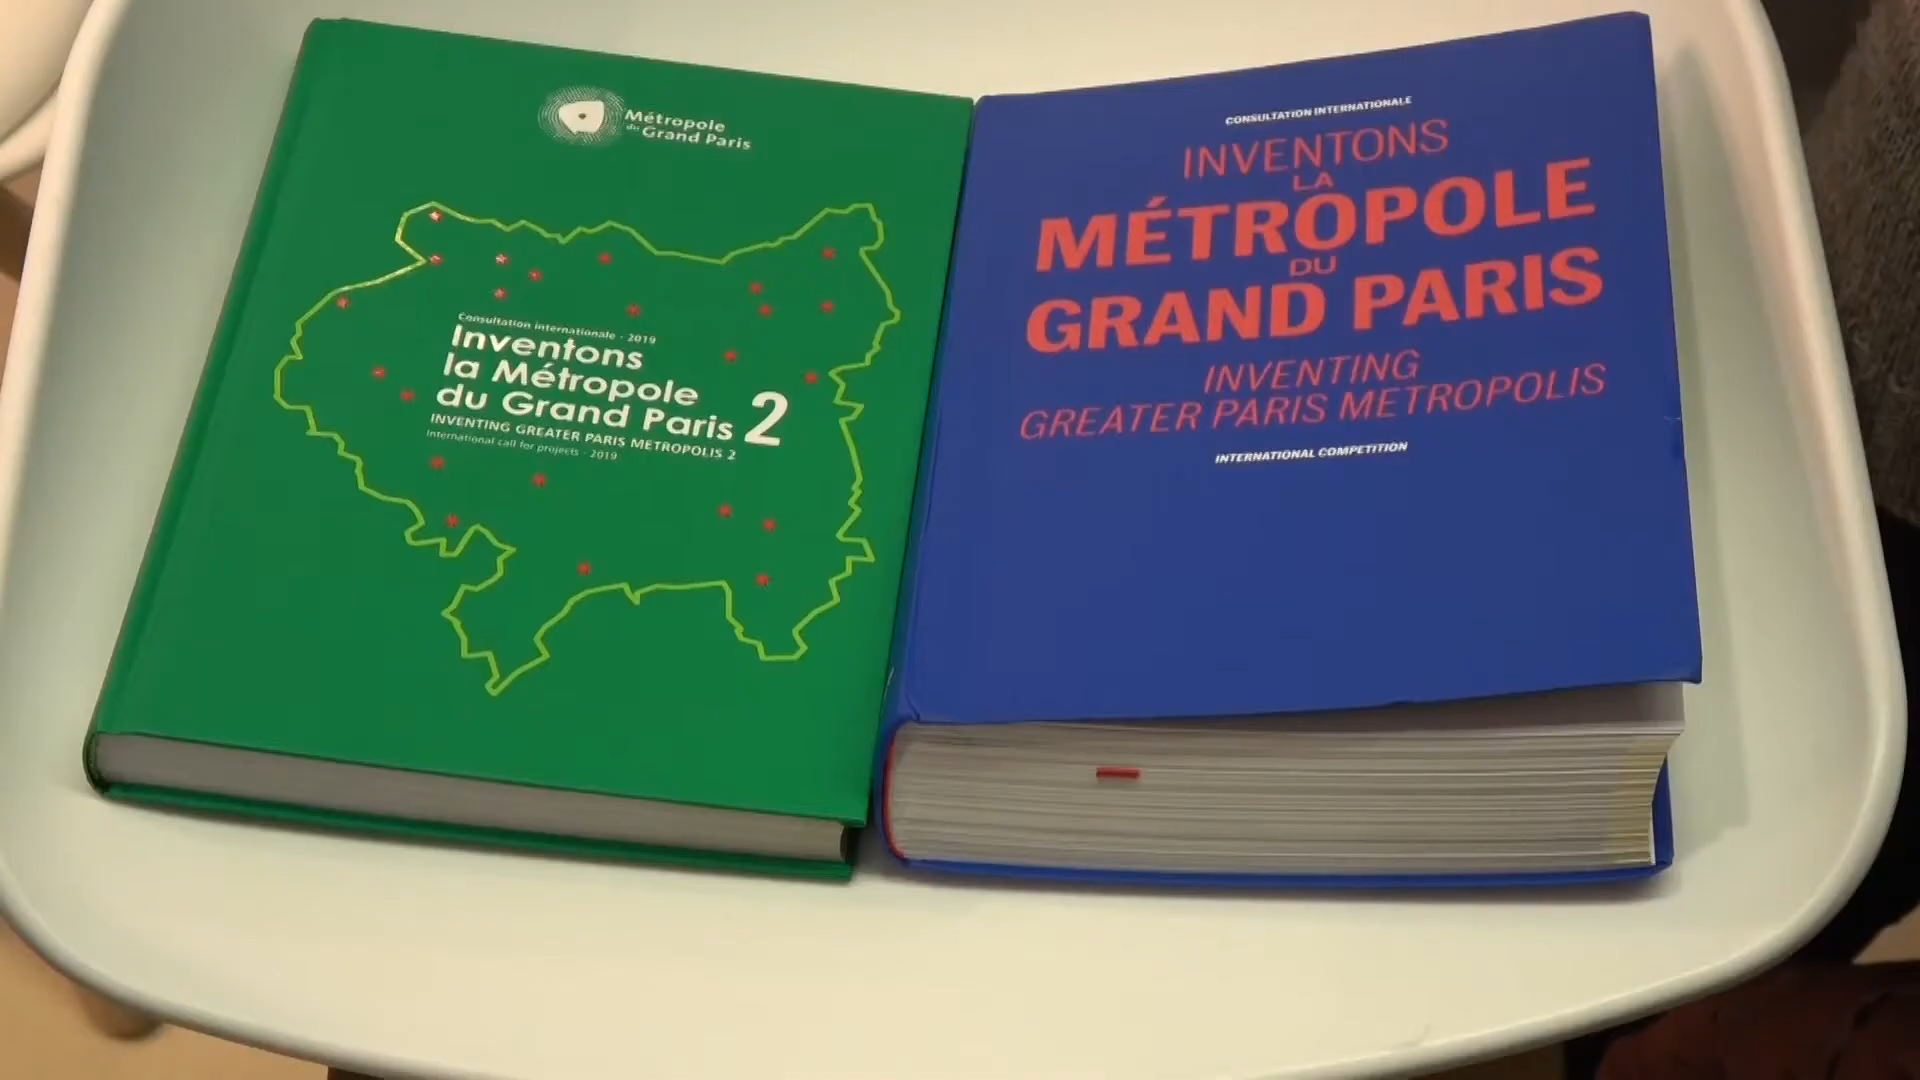 Métropole
du Grand Paris
Consultation internationale - 2019
Inventons
la Métropole
du Grand Paris 2
INVENTING GREATER PARIS METROPOLIS 2
International call for projects - 2019
CONSULTATION INTERNATIONALE
INVENTONS
LA
MÉTROPOLE
DU
GRAND PARIS
INVENTING
GREATER PARIS METROPOLIS
INTERNATIONAL COMPETITION